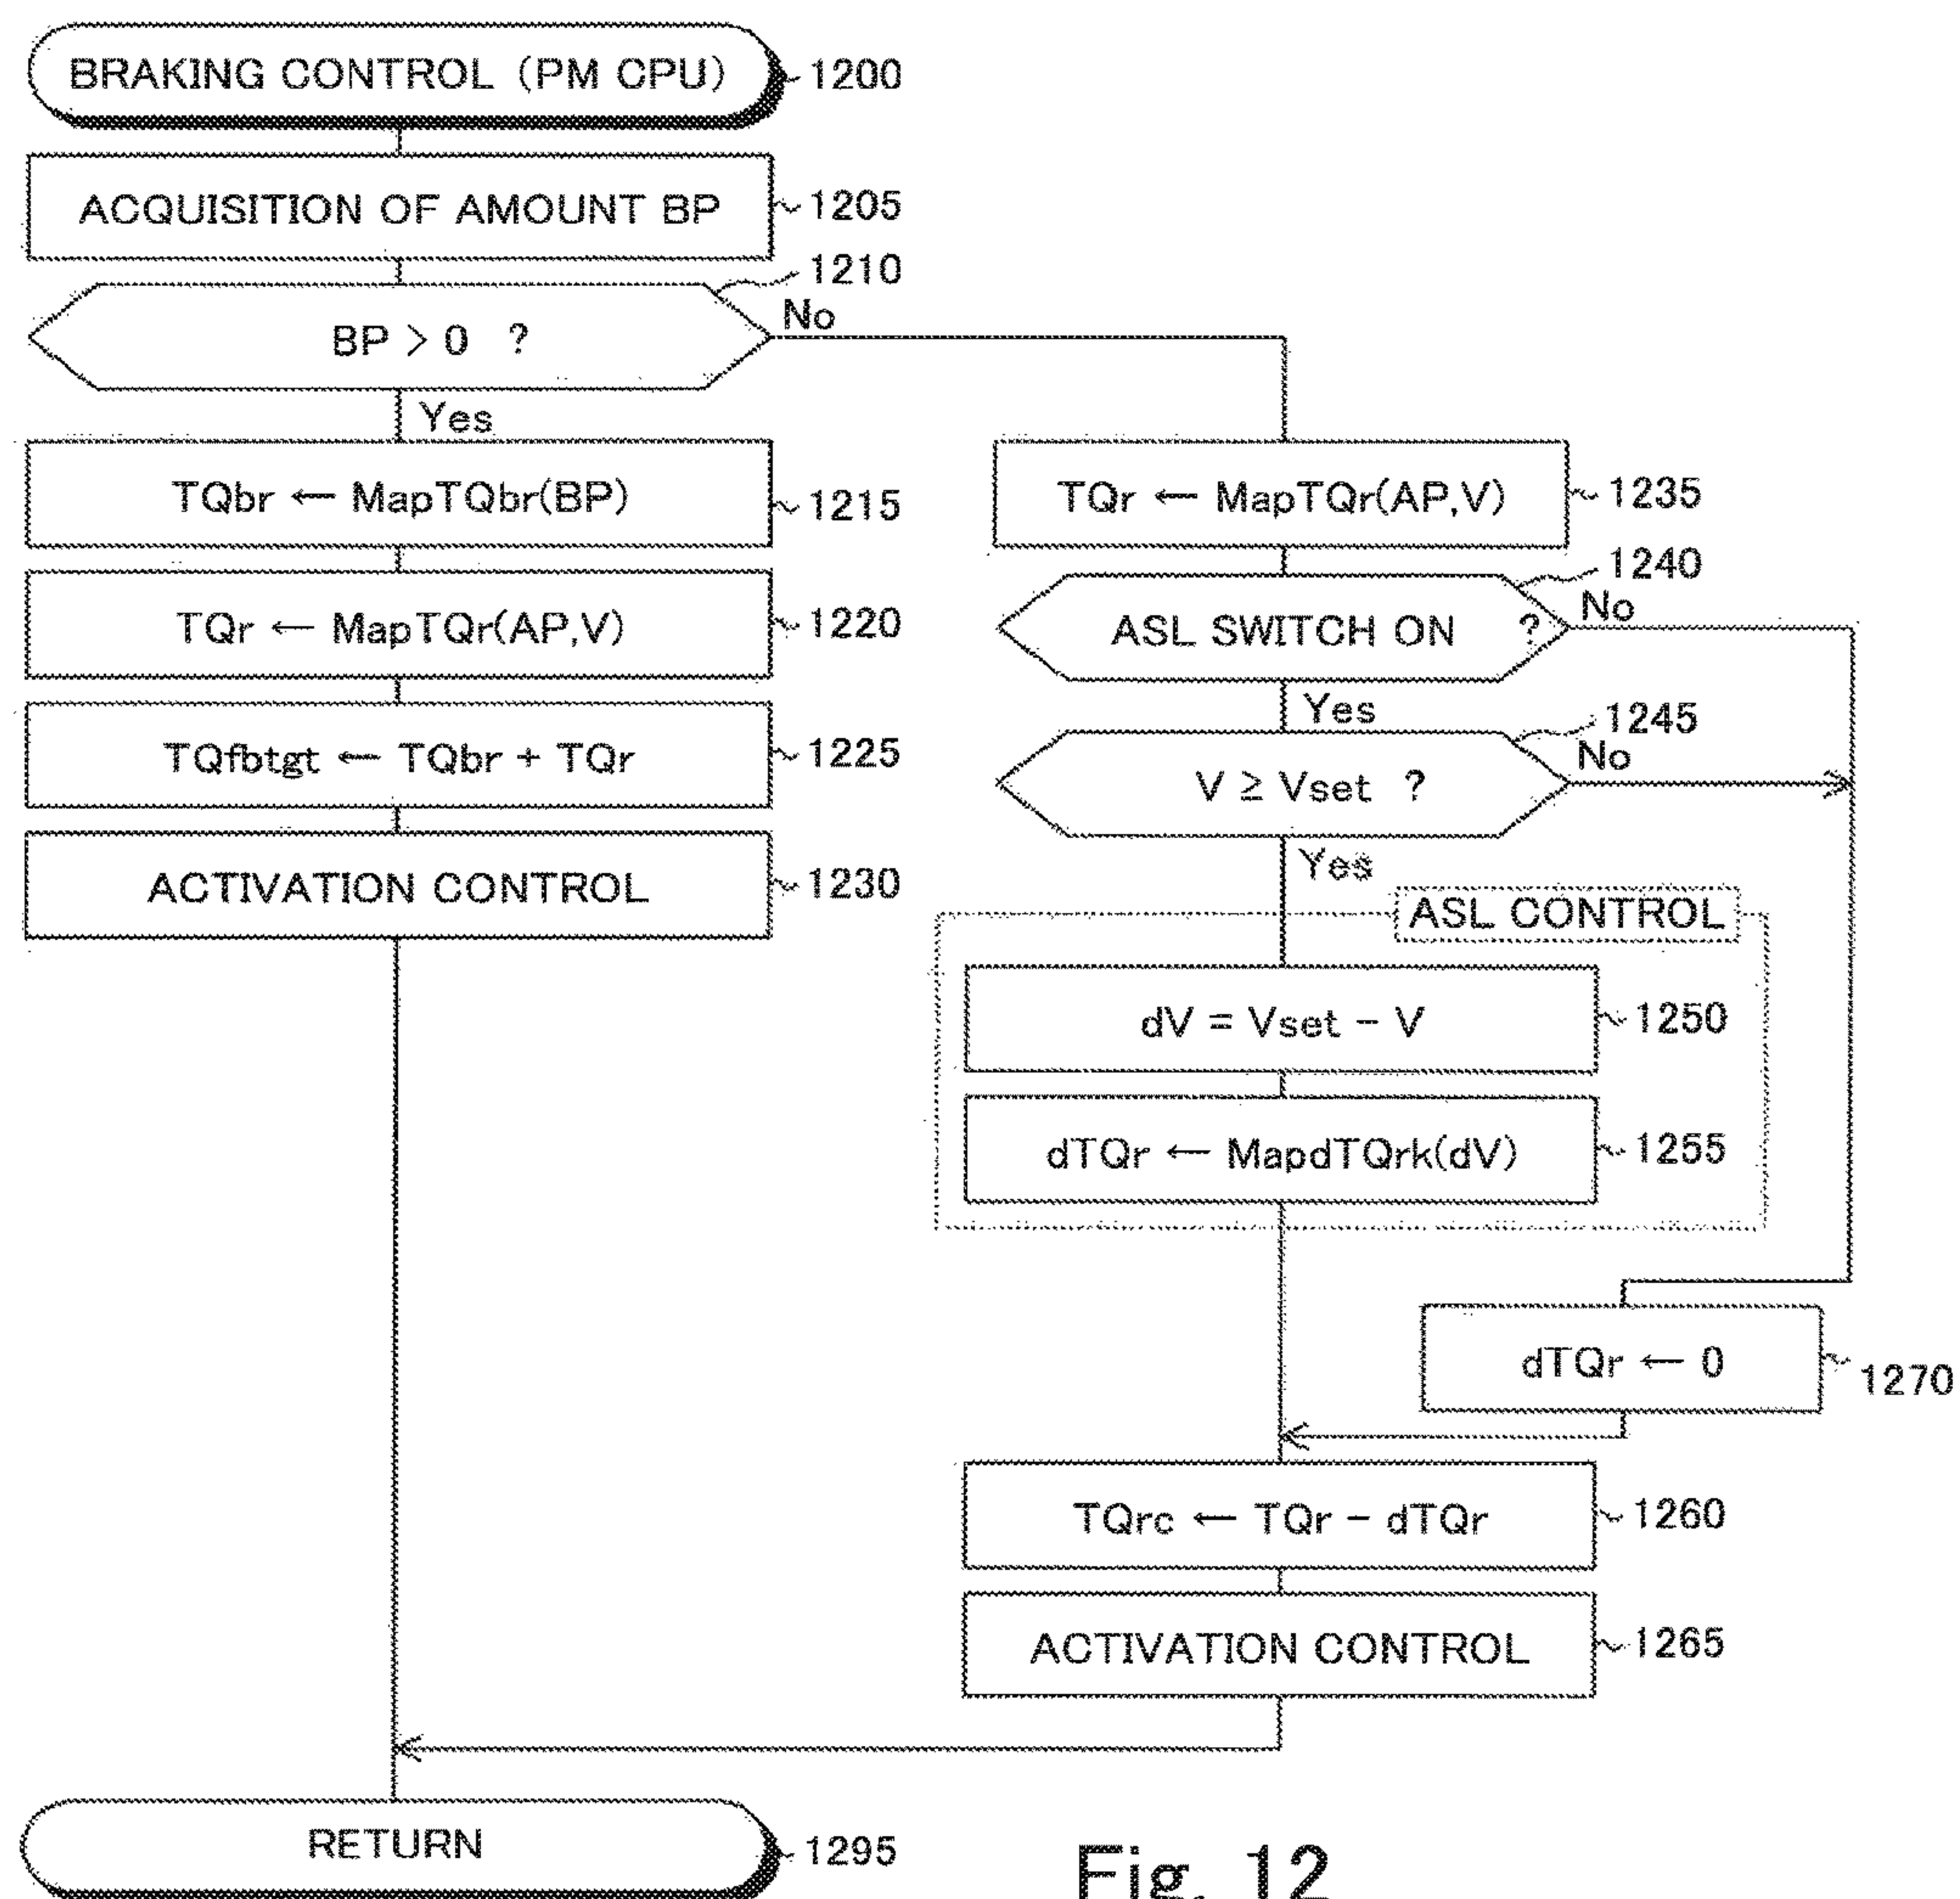 BRAKING CONTROL (PM CPU)
1200
ACQUISITION OF AMOUNT BP
1205
1210
BP > 0 ?
No
Yes
TQbr ← MapTQbr(BP)
1215
TQr ← MapTQr(AP,V)
1220
TQfbtgt ← TQbr + TQr
1225
ACTIVATION CONTROL
1230
TQr ← MapTQr(AP,V)
1235
1240
ASL SWITCH ON ?
No
Yes
1245
V ≥ Vset ?
No
Yes
ASL CONTROL
dV = Vset − V
1250
dTQr ← MapdTQrk(dV)
1255
dTQr ← 0
1270
TQrc ← TQr − dTQr
1260
ACTIVATION CONTROL
1265
RETURN
1295
Fig. 12